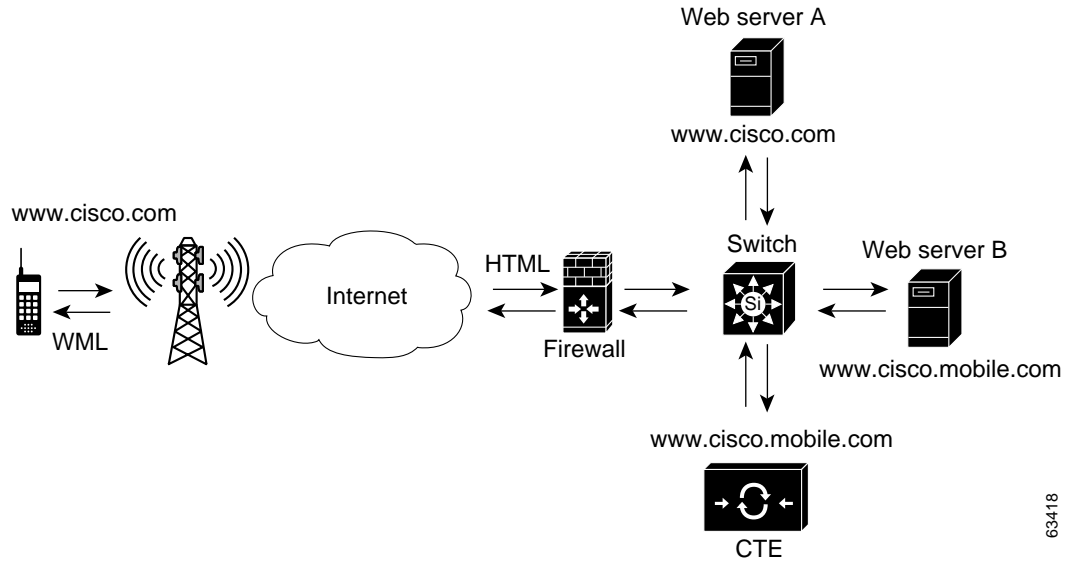 Web server A
www.cisco.com
www.cisco.com
Switch
Web server B
HTML
Internet
Si
WML
Firewall
www.cisco.mobile.com
www.cisco.mobile.com
CTE
63418